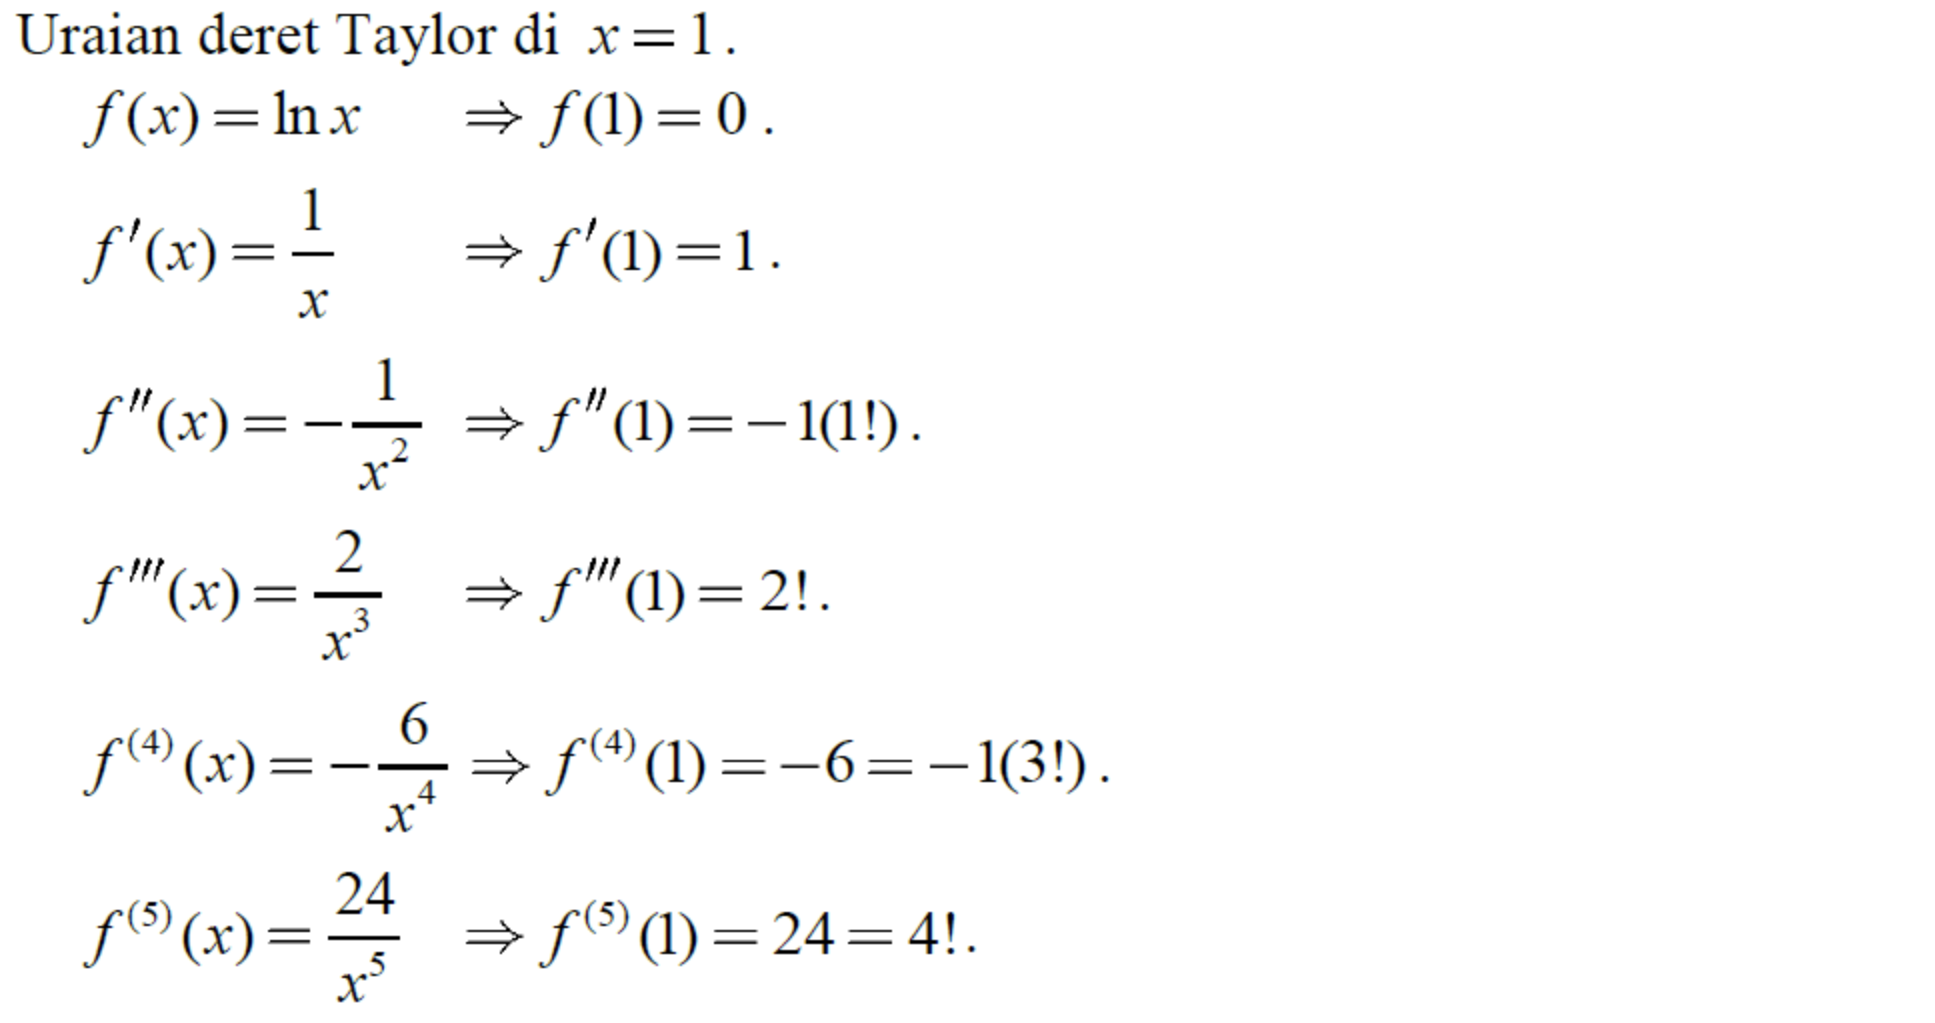 Uraian deret Taylor di x = 1.
f(x) = ln x ⇒ f(1) = 0.
f′(x) = 1/x ⇒ f′(1) = 1.
f″(x) = −1/x² ⇒ f″(1) = −1(1!).
f‴(x) = 2/x³ ⇒ f‴(1) = 2!.
f⁽⁴⁾(x) = −6/x⁴ ⇒ f⁽⁴⁾(1) = −6 = −1(3!).
f⁽⁵⁾(x) = 24/x⁵ ⇒ f⁽⁵⁾(1) = 24 = 4!.